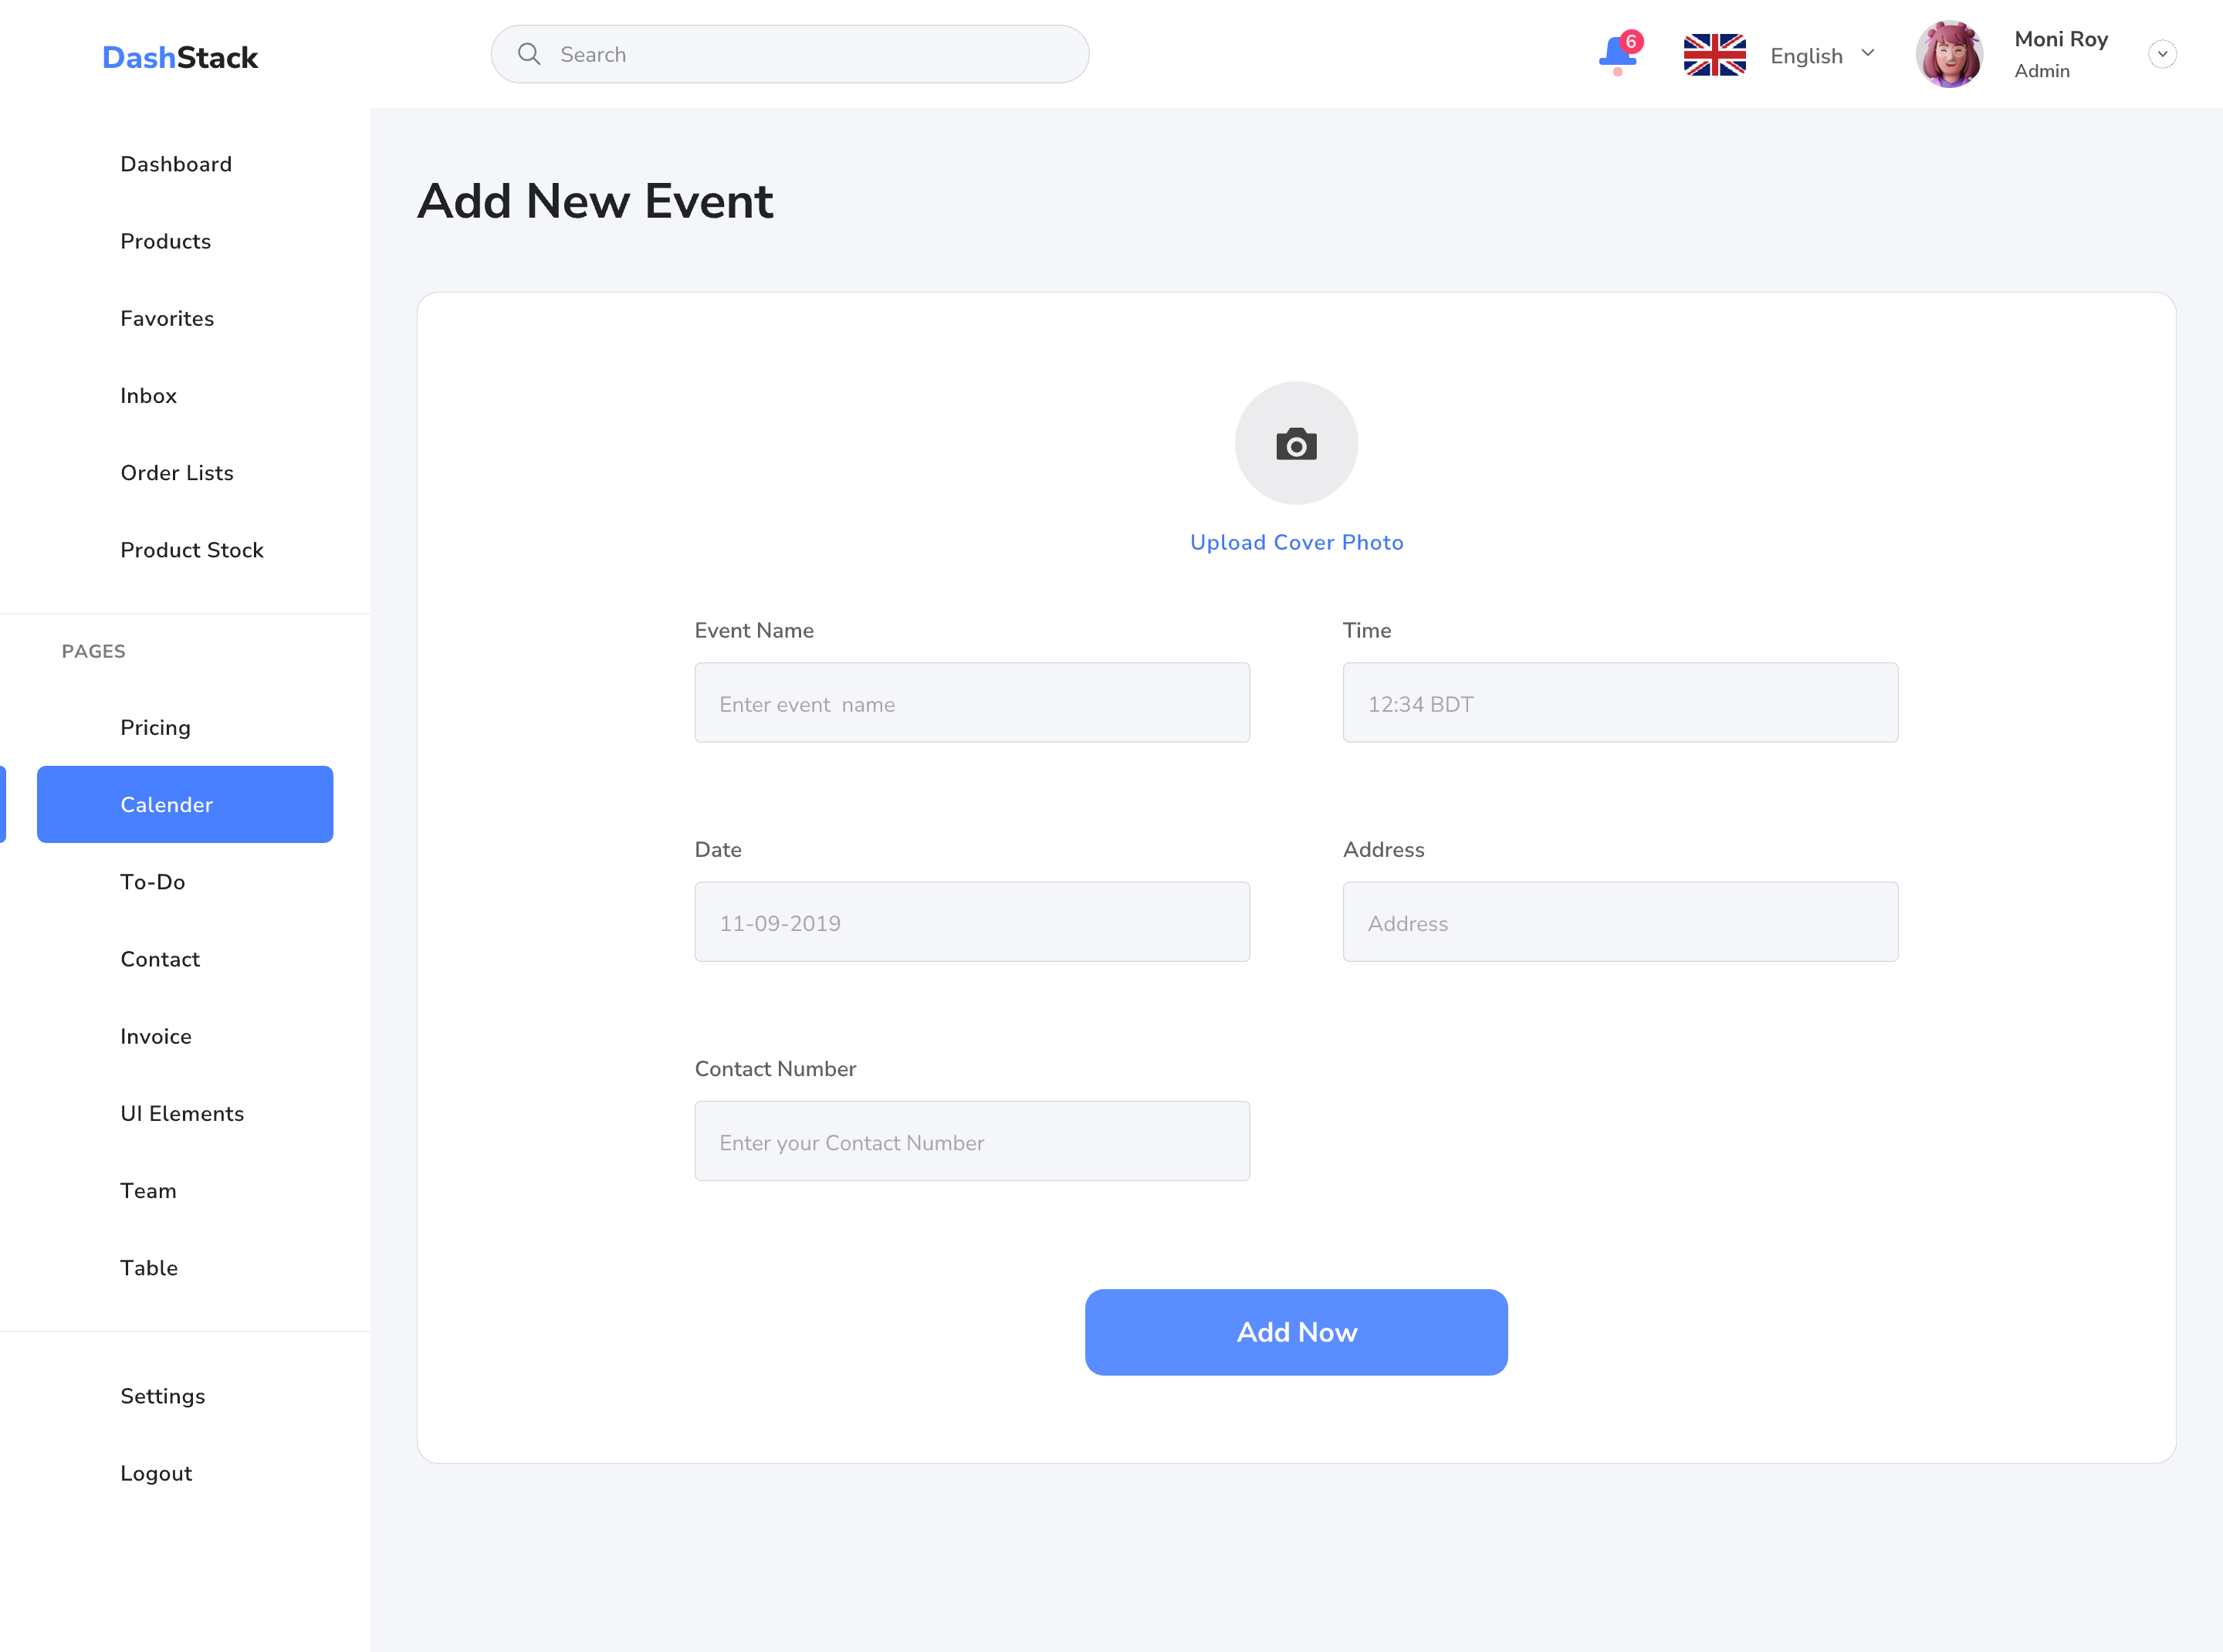 DashStack
Search
6
English
Moni Roy
Admin
Dashboard
Products
Favorites
Inbox
Order Lists
Product Stock
PAGES
Pricing
Calender
To-Do
Contact
Invoice
UI Elements
Team
Table
Settings
Logout
Add New Event
Upload Cover Photo
Event Name
Enter event  name
Time
12:34 BDT
Date
11-09-2019
Address
Address
Contact Number
Enter your Contact Number
Add Now